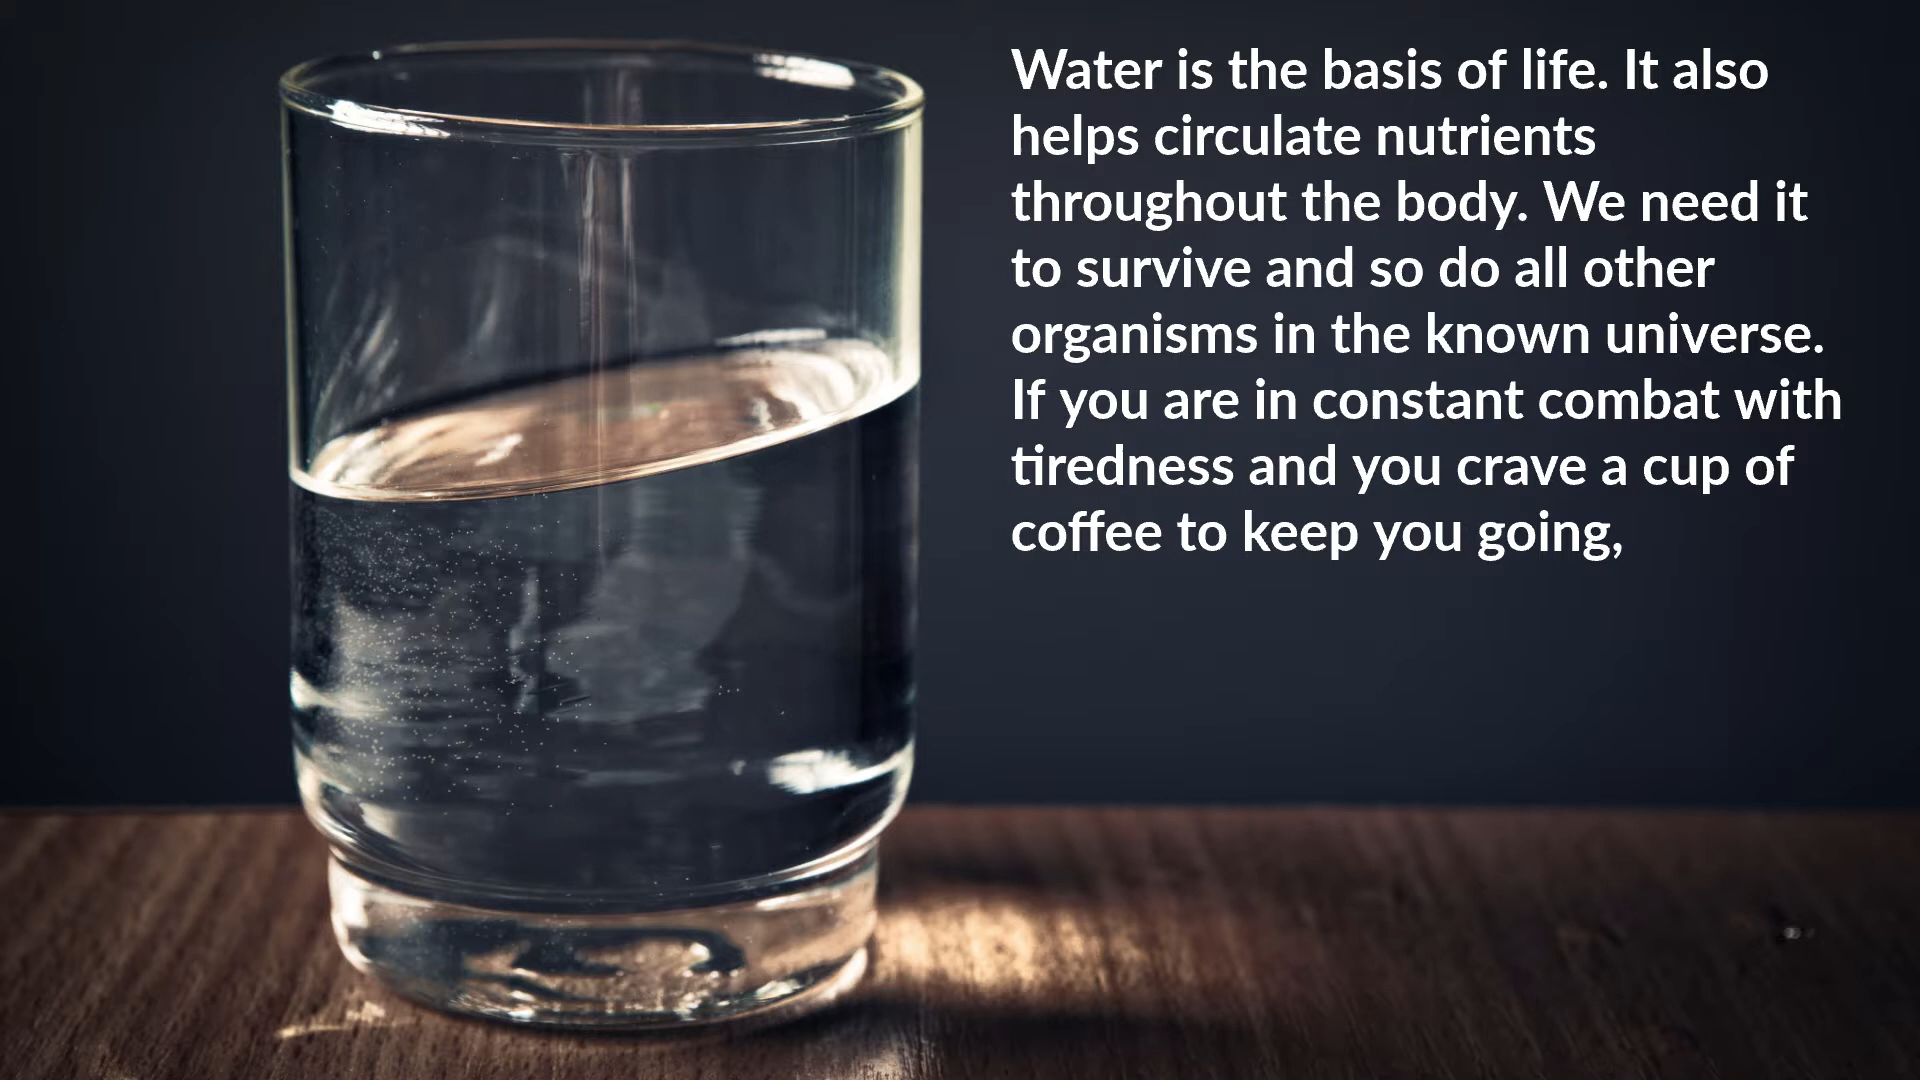 Water is the basis of life. It also
helps circulate nutrients
throughout the body. We need it
to survive and so do all other
organisms in the known universe.
If you are in constant combat with
tiredness and you crave a cup of
coffee to keep you going,